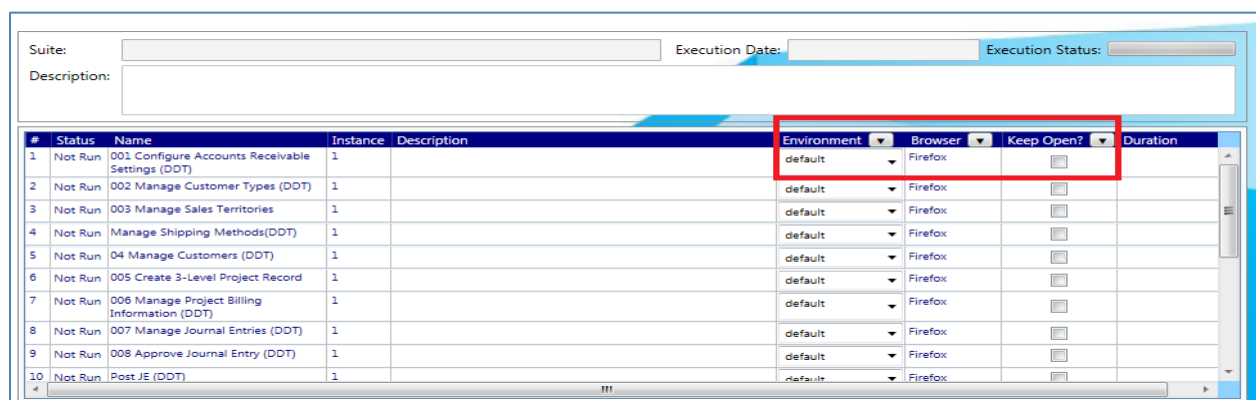 Suite: Execution Date: Execution Status:
Description:
# Status Name Instance Description Environment Browser Keep Open? Duration
1 Not Run 001 Configure Accounts Receivable 1 default Firefox
Settings (DDT)
2 Not Run 002 Manage Customer Types (DDT) 1 default Firefox
3 Not Run 003 Manage Sales Territories 1 default Firefox
4 Not Run Manage Shipping Methods(DDT) 1 default Firefox
5 Not Run 04 Manage Customers (DDT) 1 default Firefox
6 Not Run 005 Create 3-Level Project Record 1 default Firefox
7 Not Run 006 Manage Project Billing 1 default Firefox
Information (DDT)
8 Not Run 007 Manage Journal Entries (DDT) 1 default Firefox
9 Not Run 008 Approve Journal Entry (DDT) 1 default Firefox
10 Not Run Post JE (DDT) 1 default Firefox